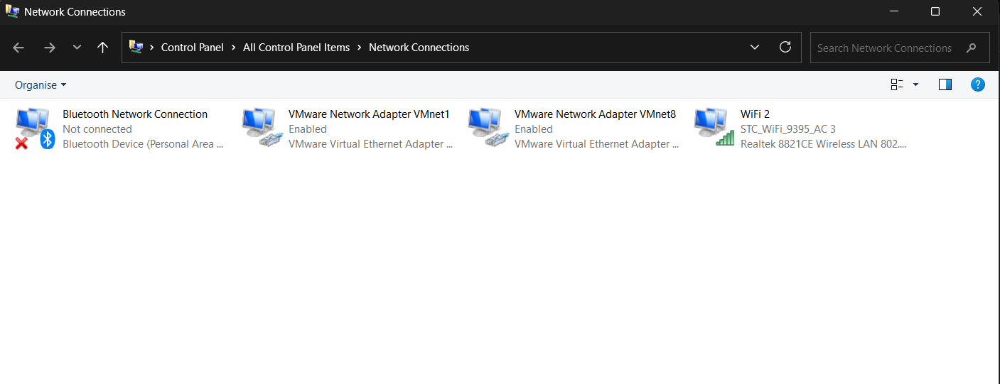 Network Connections
Control Panel > All Control Panel Items > Network Connections
Search Network Connections
Organise
Bluetooth Network Connection
Not connected
Bluetooth Device (Personal Area ...
VMware Network Adapter VMnet1
Enabled
VMware Virtual Ethernet Adapter ...
VMware Network Adapter VMnet8
Enabled
VMware Virtual Ethernet Adapter ...
WiFi 2
STC_WiFi_9395_AC 3
Realtek 8821CE Wireless LAN 802....